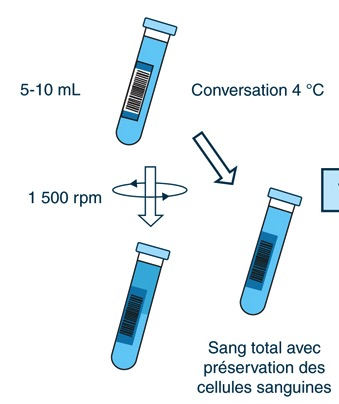 5-10 mL
Conversation 4 °C
1 500 rpm
Sang total avec
préservation des
cellules sanguines